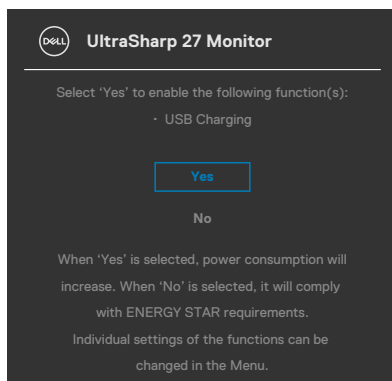 DELL
UltraSharp 27 Monitor
Select ‘Yes’ to enable the following function(s):
· USB Charging
Yes
No
When ‘Yes’ is selected, power consumption will
increase. When ‘No’ is selected, it will comply
with ENERGY STAR requirements.
Individual settings of the functions can be
changed in the Menu.